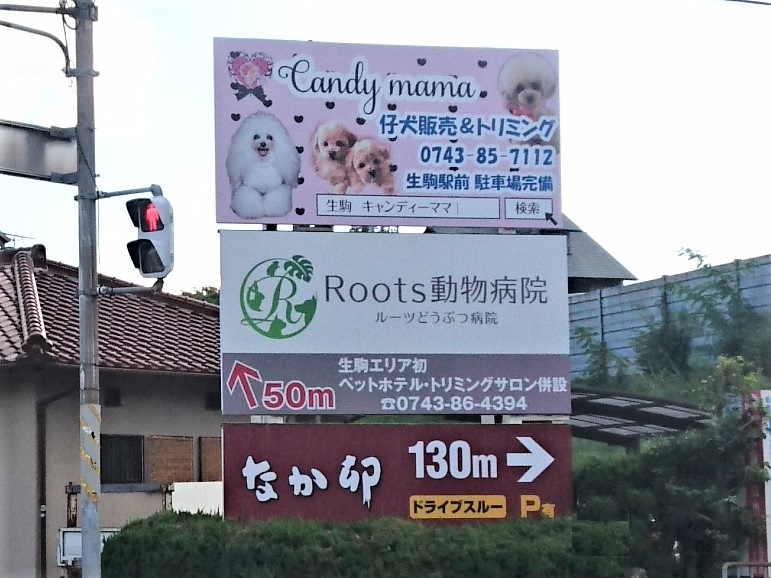 Candy mama
仔犬販売&トリミング
0743-85-7112
生駒駅前 駐車場完備
生駒 キャンディーママ 検索
R Roots動物病院
ルーツどうぶつ病院
生駒エリア初
50m ペットホテル・トリミングサロン併設
☎0743-86-4394
なか卯 130m
ドライブスルー P有